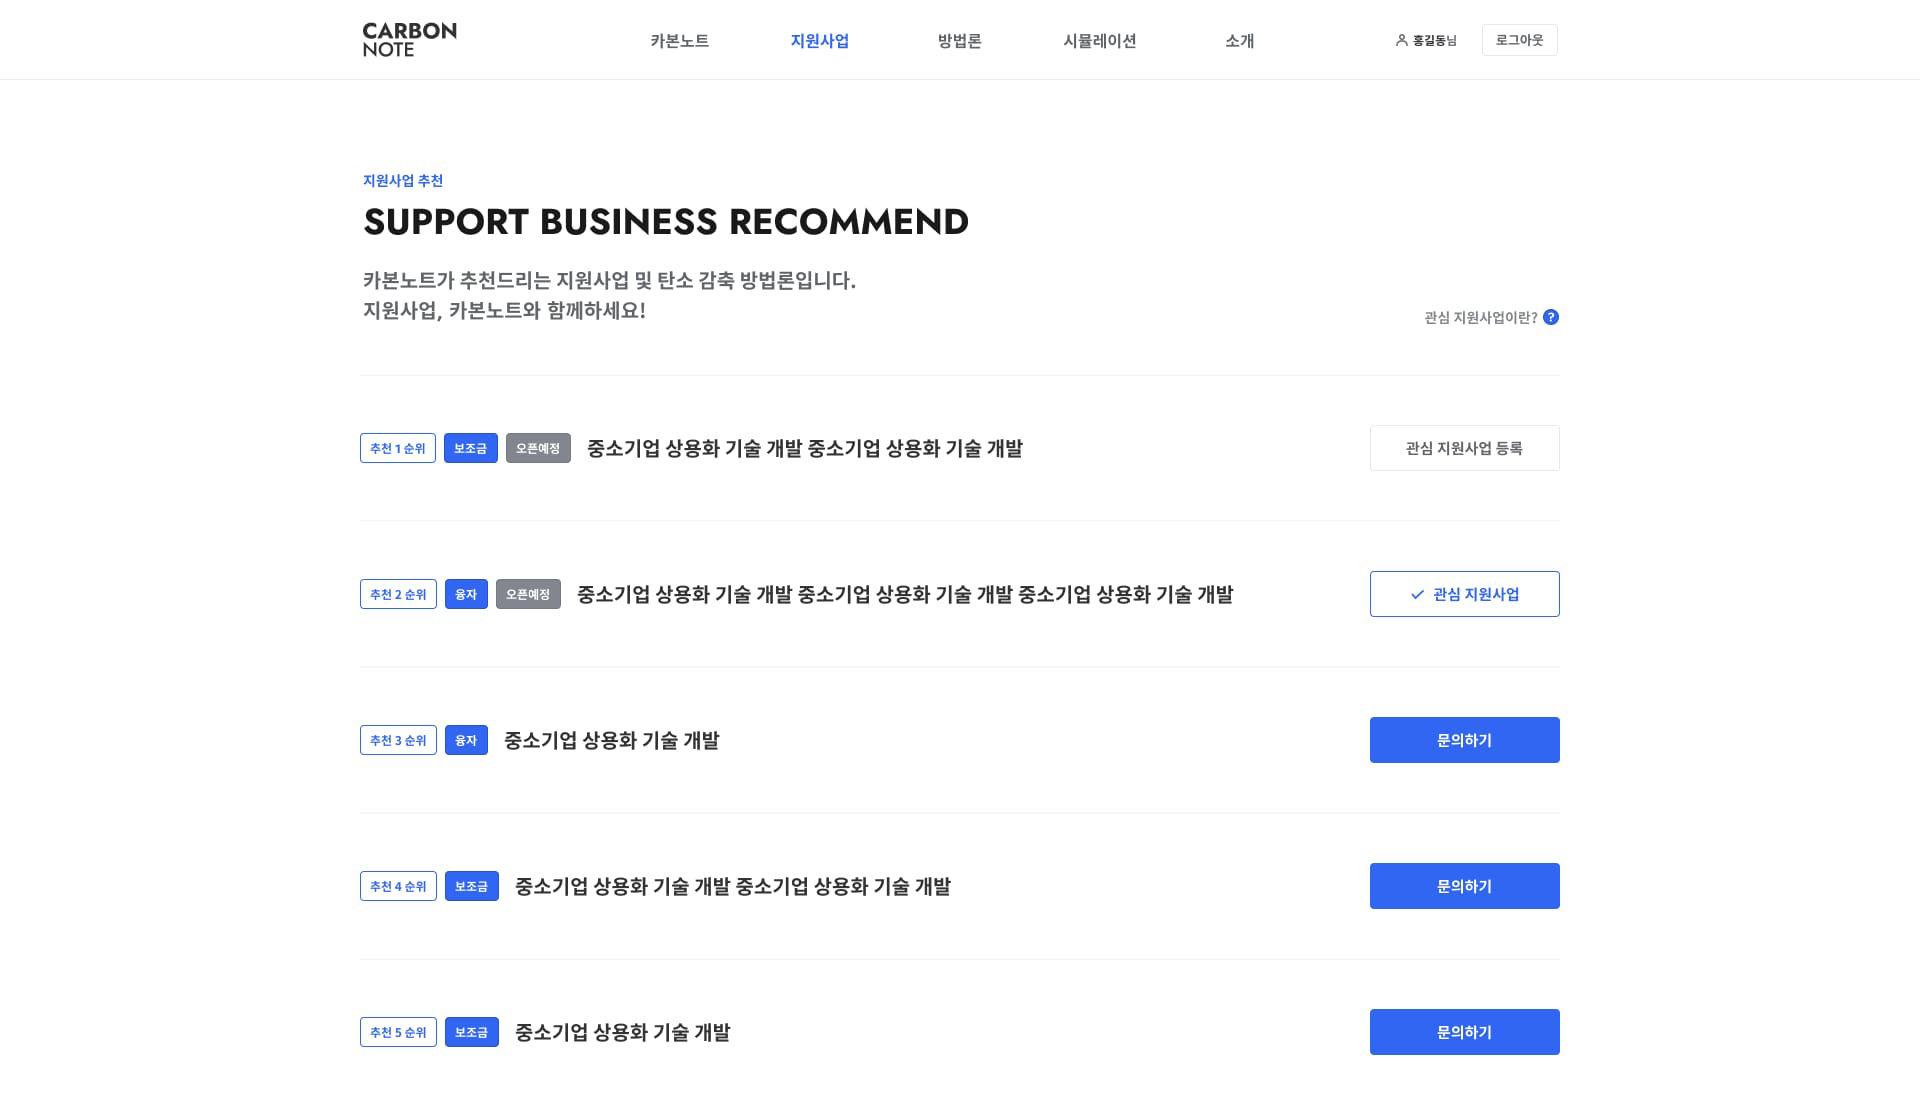 CARBON
NOTE
카본노트
지원사업
방법론
시뮬레이션
소개
홍길동님
로그아웃
지원사업 추천
SUPPORT BUSINESS RECOMMEND
카본노트가 추천드리는 지원사업 및 탄소 감축 방법론입니다.
지원사업, 카본노트와 함께하세요!
관심 지원사업이란? ?
추천 1 순위 보조금 오픈예정 중소기업 상용화 기술 개발 중소기업 상용화 기술 개발
관심 지원사업 등록
추천 2 순위 융자 오픈예정 중소기업 상용화 기술 개발 중소기업 상용화 기술 개발 중소기업 상용화 기술 개발
관심 지원사업
추천 3 순위 융자 중소기업 상용화 기술 개발
문의하기
추천 4 순위 보조금 중소기업 상용화 기술 개발 중소기업 상용화 기술 개발
문의하기
추천 5 순위 보조금 중소기업 상용화 기술 개발
문의하기